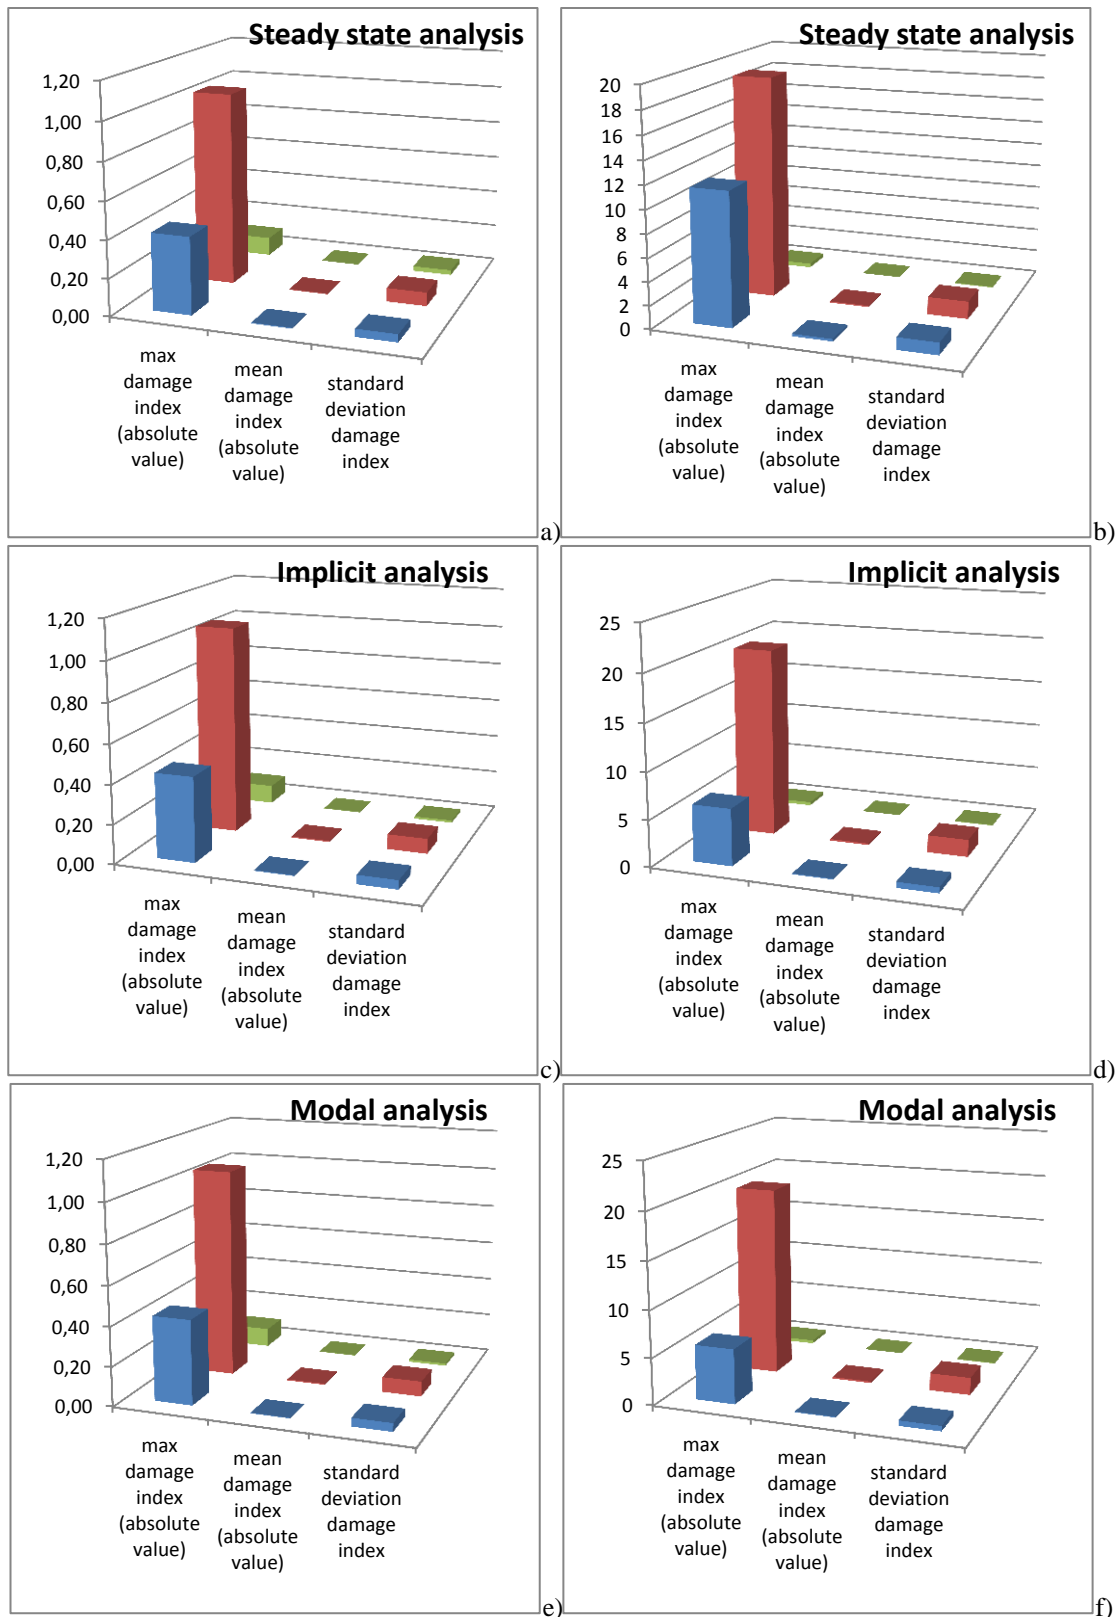 Steady state analysis
1,20
1,00
0,80
0,60
0,40
0,20
0,00
max
damage
index
(absolute
value)
mean
damage
index
(absolute
value)
standard
deviation
damage
index
a)
Steady state analysis
20
18
16
14
12
10
8
6
4
2
0
max
damage
index
(absolute
value)
mean
damage
index
(absolute
value)
standard
deviation
damage
index
b)
Implicit analysis
1,20
1,00
0,80
0,60
0,40
0,20
0,00
max
damage
index
(absolute
value)
mean
damage
index
(absolute
value)
standard
deviation
damage
index
c)
Implicit analysis
25
20
15
10
5
0
max
damage
index
(absolute
value)
mean
damage
index
(absolute
value)
standard
deviation
damage
index
d)
Modal analysis
1,20
1,00
0,80
0,60
0,40
0,20
0,00
max
damage
index
(absolute
value)
mean
damage
index
(absolute
value)
standard
deviation
damage
index
e)
Modal analysis
25
20
15
10
5
0
max
damage
index
(absolute
value)
mean
damage
index
(absolute
value)
standard
deviation
damage
index
f)